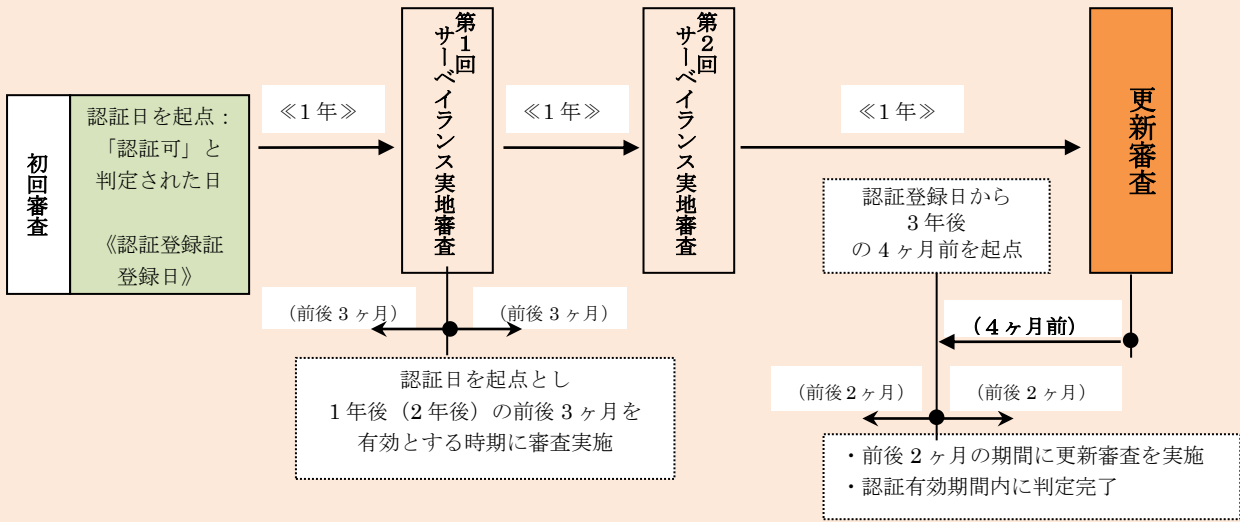 初回審査
認証日を起点：
「認証可」と
判定された日
《認証登録証
登録日》
≪1年≫
第1回
サーベイランス実地審査
≪1年≫
第2回
サーベイランス実地審査
≪1年≫
更新審査
（前後3ヶ月）
（前後3ヶ月）
認証日を起点とし
1年後（2年後）の前後3ヶ月を
有効とする時期に審査実施
認証登録日から
3年後
の4ヶ月前を起点
（4ヶ月前）
（前後2ヶ月）
（前後2ヶ月）
・前後2ヶ月の期間に更新審査を実施
・認証有効期間内に判定完了